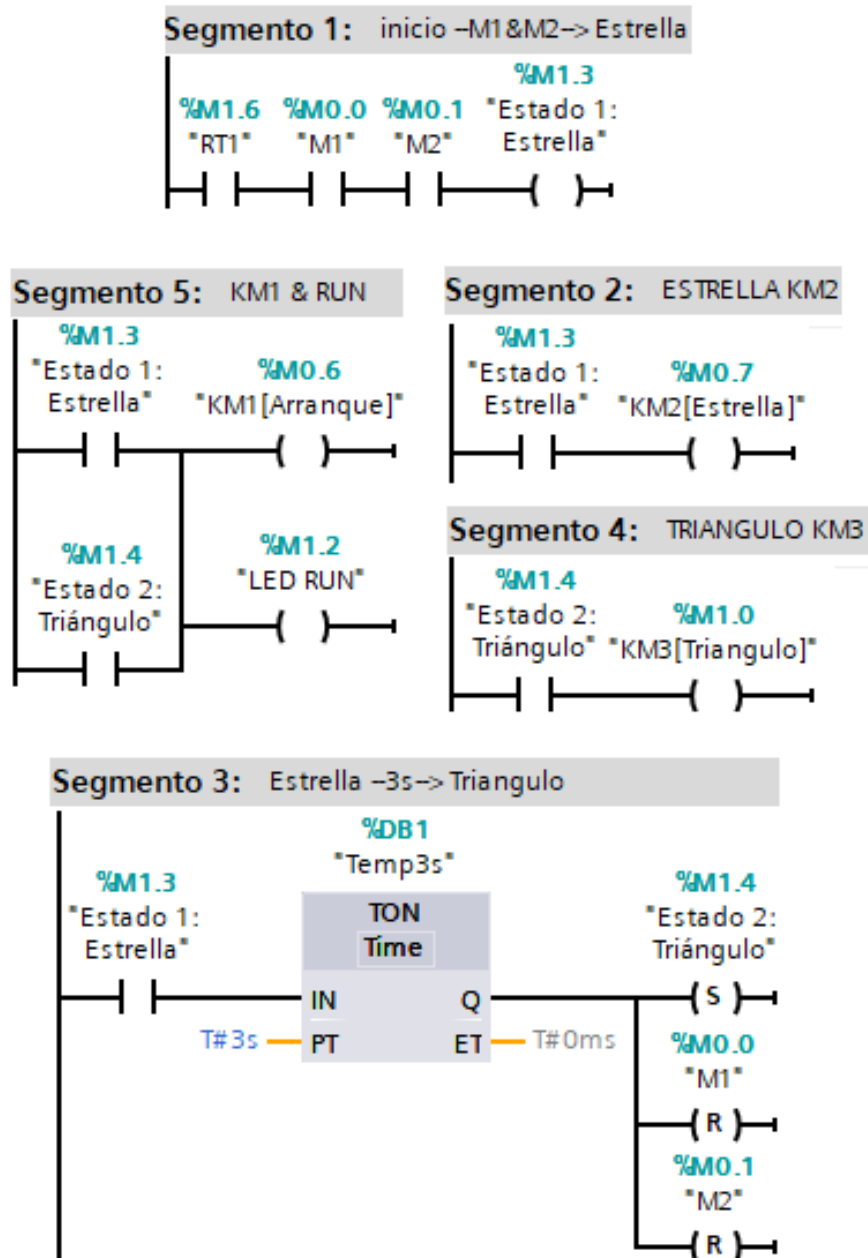 Segmento 1: inicio --M1&M2--> Estrella
%M1.3
%M1.6 %M0.0 %M0.1 "Estado 1:
"RT1" "M1" "M2" Estrella"
Segmento 5: KM1 & RUN
%M1.3
"Estado 1: %M0.6
Estrella" "KM1[Arranque]"
%M1.4 %M1.2
"Estado 2: "LED RUN"
Triángulo"
Segmento 2: ESTRELLA KM2
%M1.3
"Estado 1: %M0.7
Estrella" "KM2[Estrella]"
Segmento 4: TRIANGULO KM3
%M1.4
"Estado 2: %M1.0
Triángulo" "KM3[Triangulo]"
Segmento 3: Estrella --3s--> Triangulo
%DB1
"Temp3s"
%M1.3 %M1.4
"Estado 1: TON "Estado 2:
Estrella" Time Triángulo"
IN Q S
T#3s PT ET T#0ms %M0.0
"M1"
R
%M0.1
"M2"
R